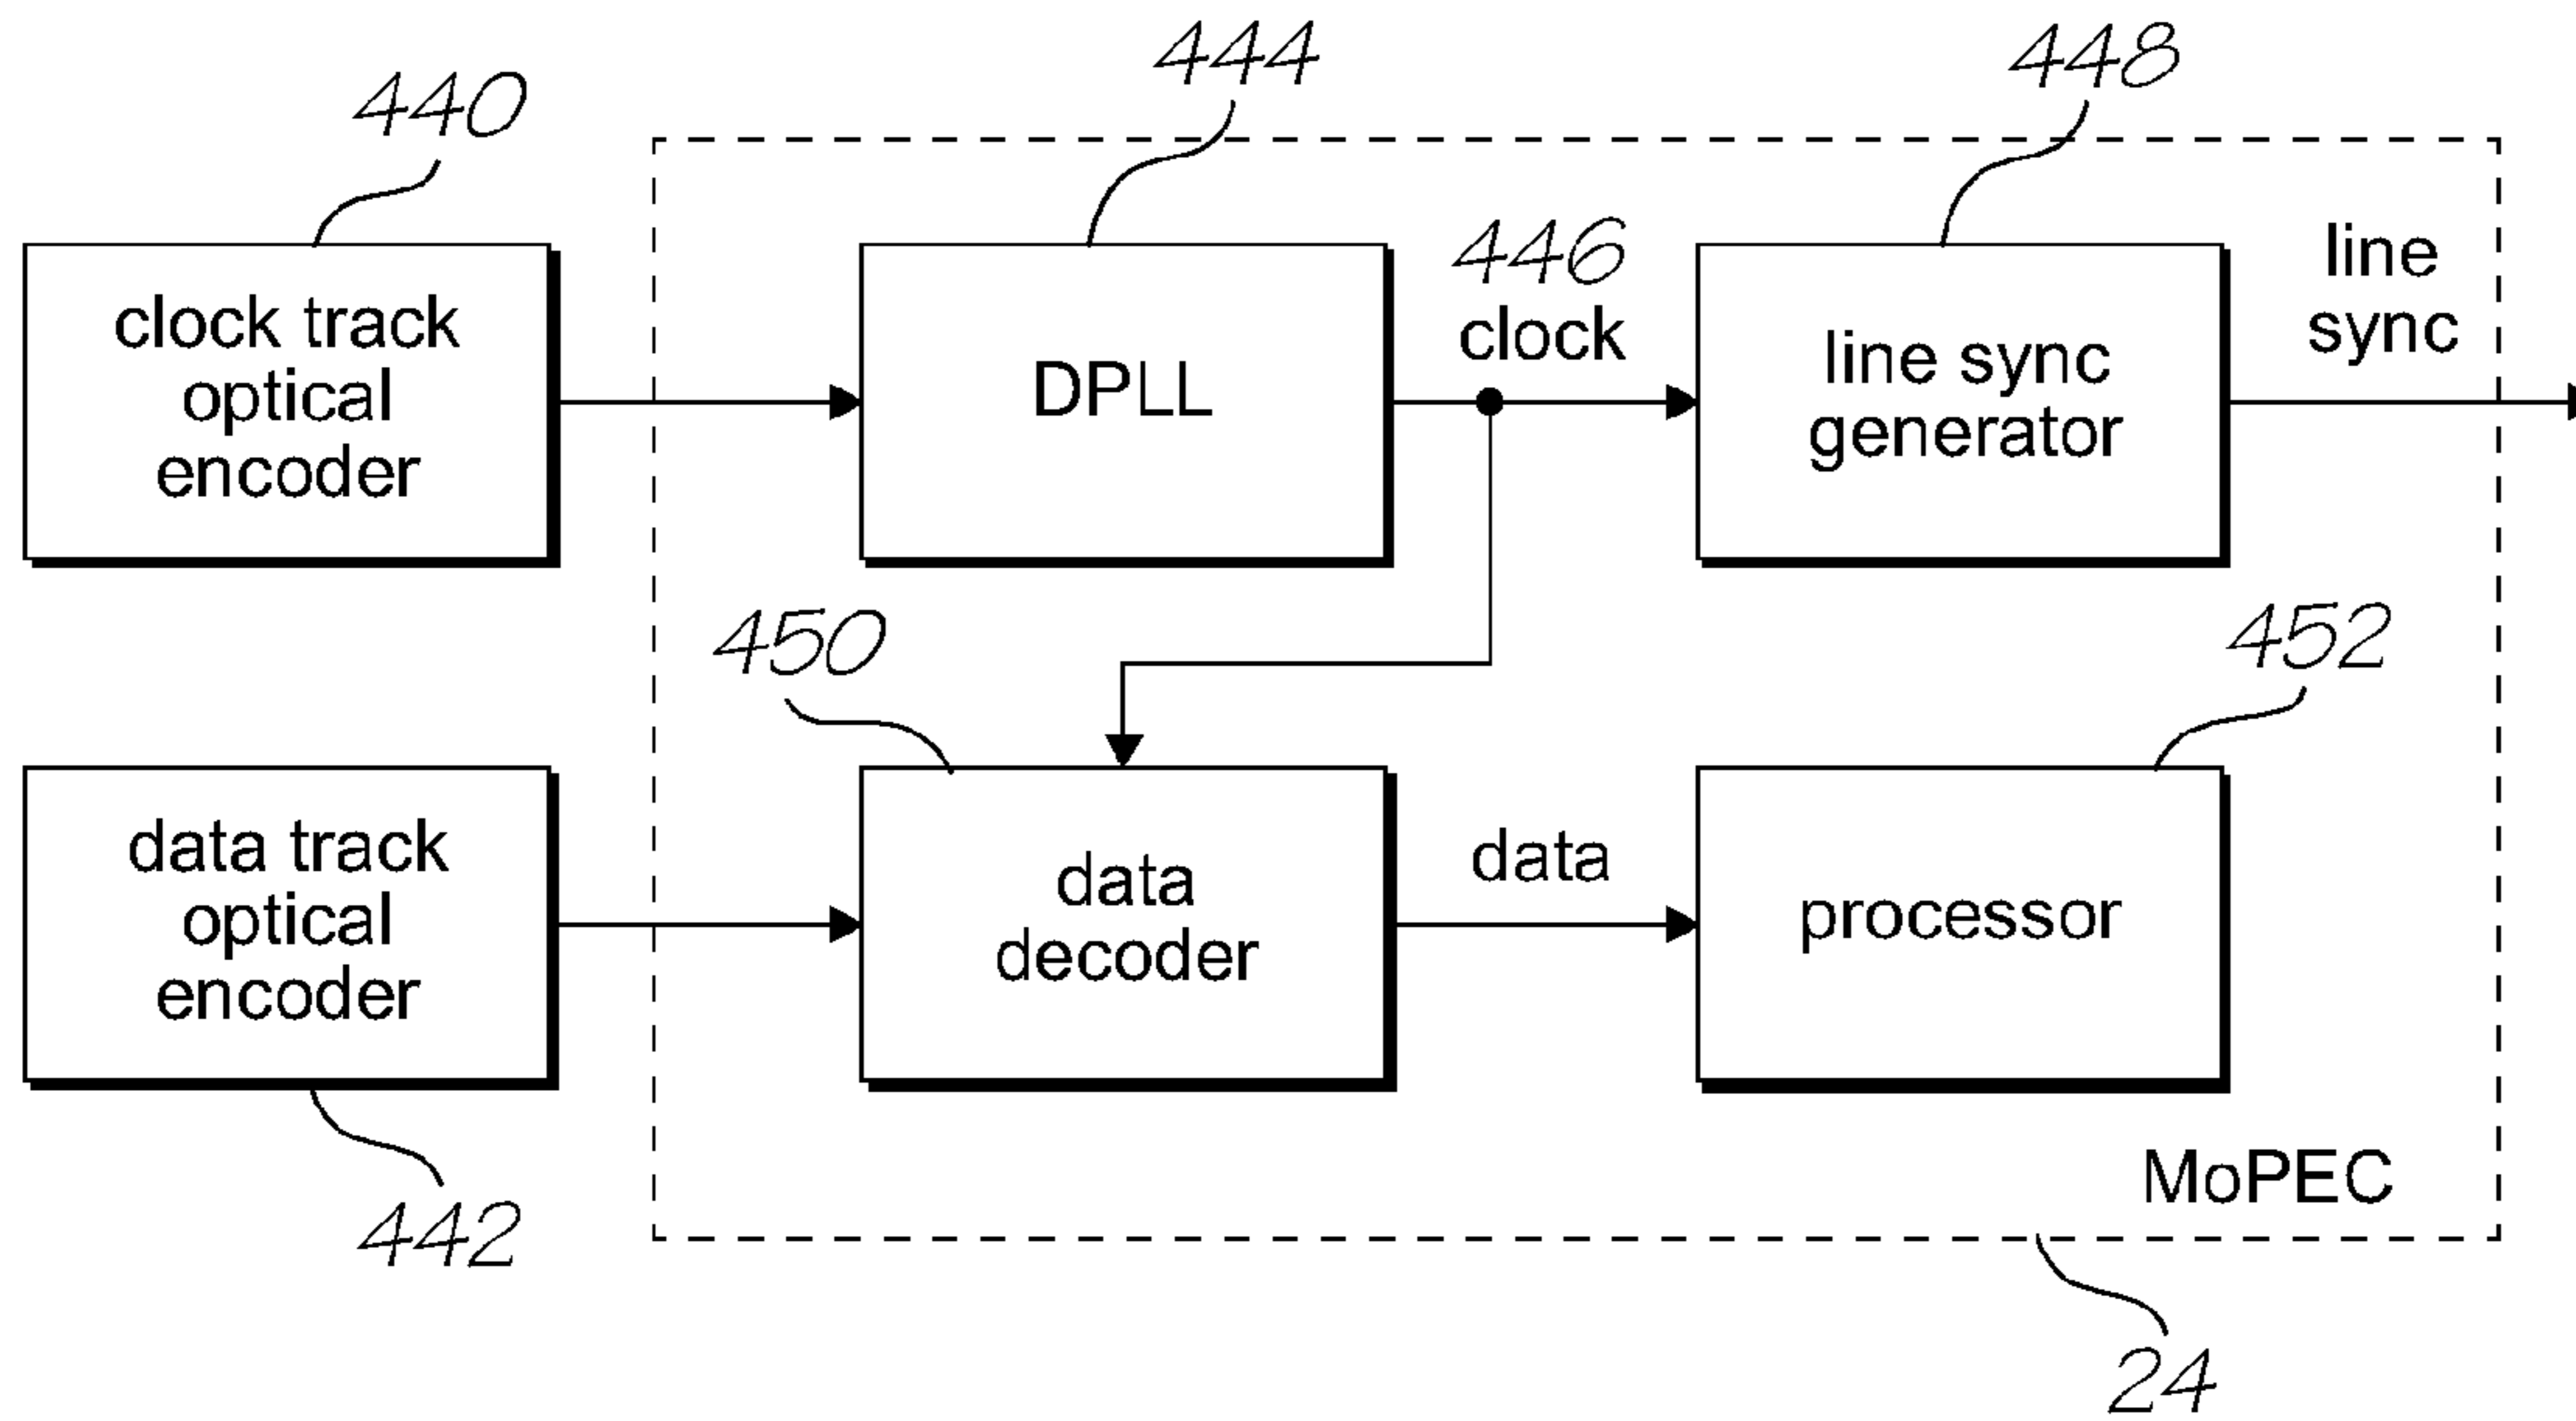 444
448
440
446
line
sync
clock track
optical
encoder
DPLL
clock
line sync
generator
450
452
data track
optical
encoder
data
decoder
data
processor
MoPEC
442
24